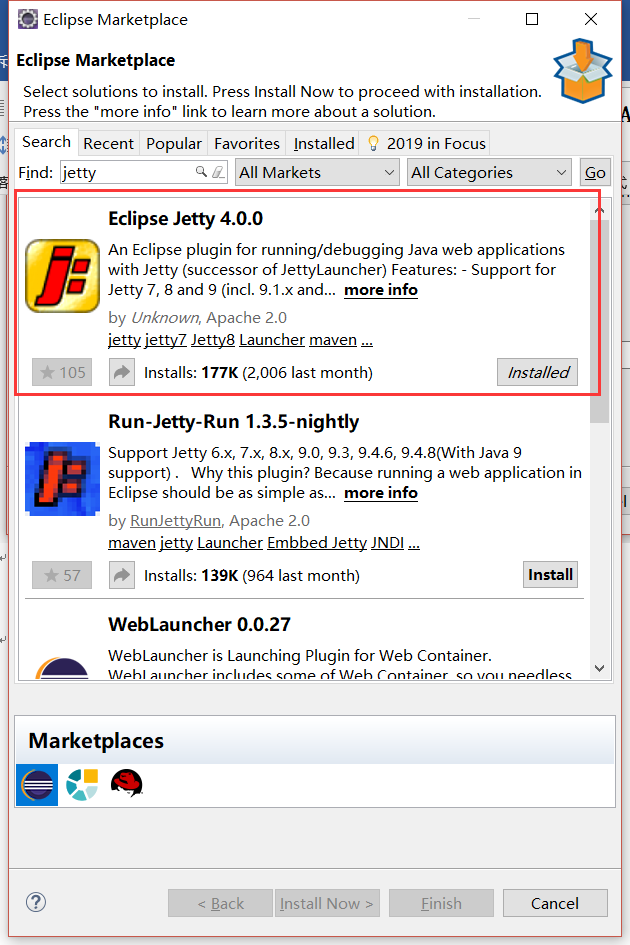 Eclipse Marketplace
Eclipse Marketplace
Select solutions to install. Press Install Now to proceed with installation.
Press the "more info" link to learn more about a solution.
Search Recent Popular Favorites Installed 2019 in Focus
Find: jetty All Markets All Categories Go
Eclipse Jetty 4.0.0
An Eclipse plugin for running/debugging Java web applications
with Jetty (successor of JettyLauncher) Features: - Support for
Jetty 7, 8 and 9 (incl. 9.1.x and... more info
by Unknown, Apache 2.0
jetty jetty7 Jetty8 Launcher maven ...
105 Installs: 177K (2,006 last month) Installed
Run-Jetty-Run 1.3.5-nightly
Support Jetty 6.x, 7.x, 8.x, 9.0, 9.3, 9.4.6, 9.4.8(With Java 9
support) . Why this plugin? Because running a web application in
Eclipse should be as simple as... more info
by RunJettyRun, Apache 2.0
maven jetty Launcher Embbed Jetty JNDI ...
57 Installs: 139K (964 last month) Install
WebLauncher 0.0.27
WebLauncher is Launching Plugin for Web Container.
WebLauncher includes some of Web Container, so you needless
Marketplaces
? < Back Install Now > Finish Cancel